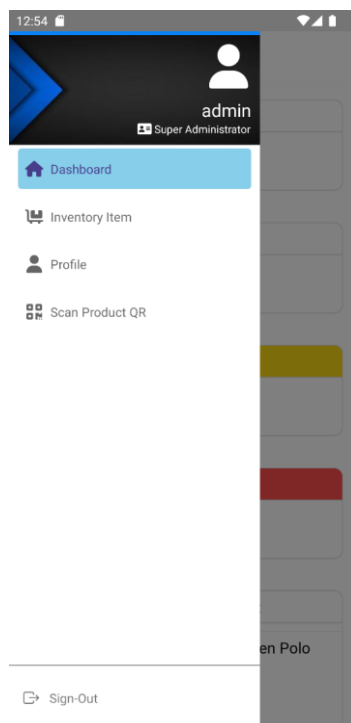 12:54
admin
Super Administrator
Dashboard
Inventory Item
Profile
Scan Product QR
en Polo
Sign-Out